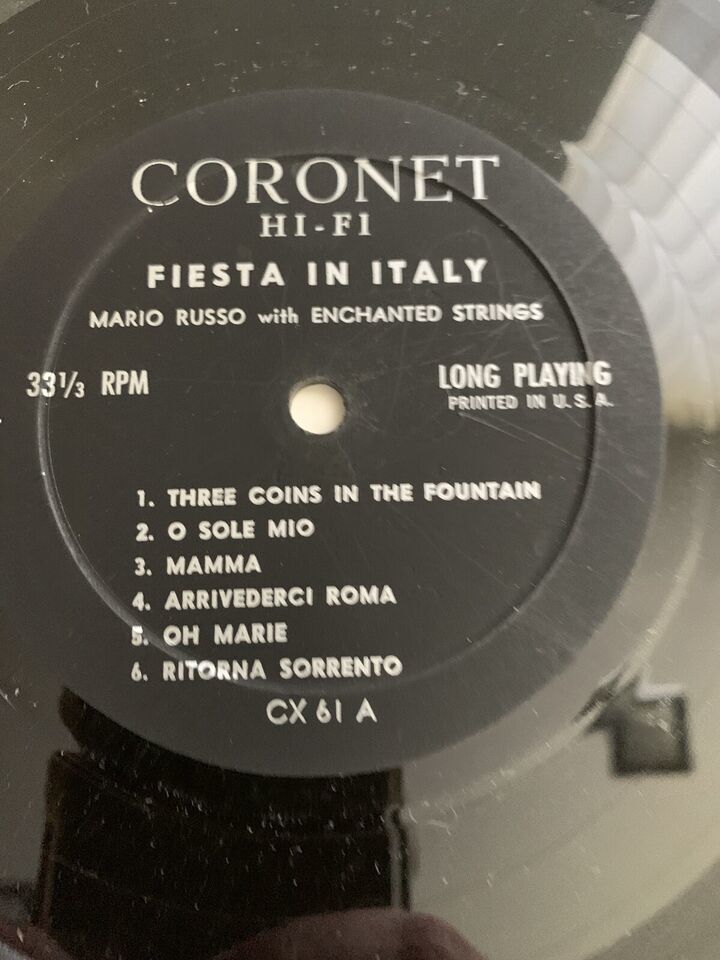 CORONET
HI-FI
FIESTA IN ITALY
MARIO RUSSO with ENCHANTED STRINGS
33⅓ RPM
LONG PLAYING
PRINTED IN U.S.A.
1. THREE COINS IN THE FOUNTAIN
2. O SOLE MIO
3. MAMMA
4. ARRIVEDERCI ROMA
5. OH MARIE
6. RITORNA SORRENTO
CX 61 A